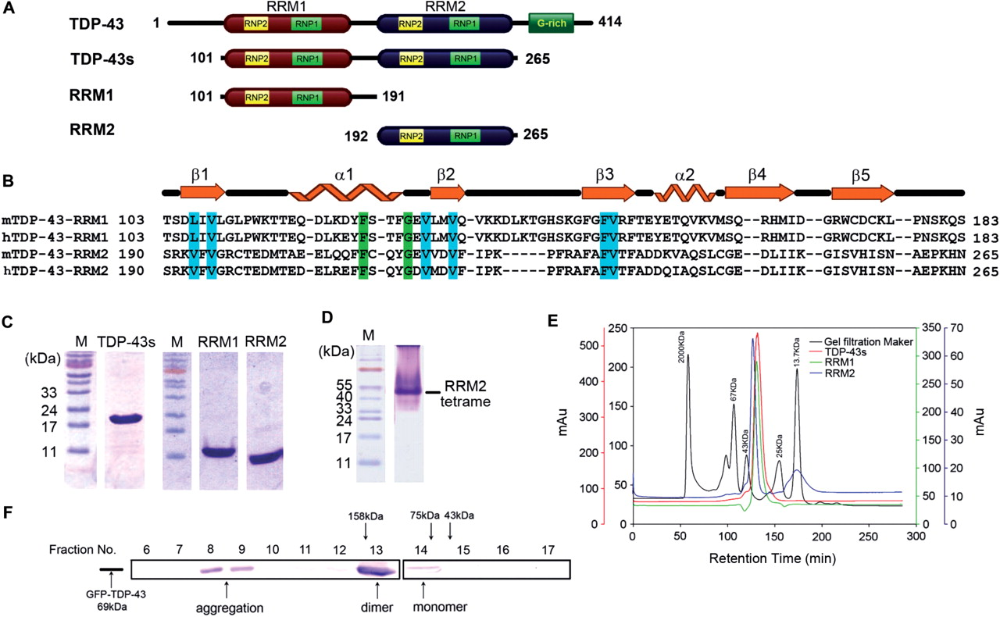 A
RRM1 RRM2
TDP-43 1 RNP2 RNP1 RNP2 RNP1 G-rich 414
TDP-43s 101 RNP2 RNP1 RNP2 RNP1 265
RRM1 101 RNP2 RNP1 191
RRM2 192 RNP2 RNP1 265
B
β1 α1 β2 β3 α2 β4 β5
mTDP-43-RRM1 103 TSDLIVLGLPWKTTEQ-DLKDYFS-TFGEVLMVQ-VKKDLKTGHSKGFGFVRFTEYETQVKVMSQ--RHMID--GRWCDCKL--PNSKQS 183
hTDP-43-RRM1 103 TSDLIVLGLPWKTTEQ-DLKEYFS-TFGEVLMVQ-VKKDLKTGHSKGFGFVRFTEYETQVKVMSQ--RHMID--GRWCDCKL--PNSKQS 183
mTDP-43-RRM2 190 SRKVFVGRCTEDMTAE-ELQQFFC-QYGEVVDVF-IPK-----PFRAFAFVTFADDKVAQSLCGE--DLIIK--GISVHISN--AEPKHN 265
hTDP-43-RRM2 190 SRKVFVGRCTEDMTED-ELREFFS-QYGDVMDVF-IPK-----PFRAFAFVTFADDQIAQSLCGE--DLIIK--GISVHISN--AEPKHN 265
C
M TDP-43s M RRM1 RRM2
(kDa)
33
24
17
11
D
M
(kDa)
55
40
33
24
17
11
RRM2
tetrame
E
250
200
150
100
50
0
500
400
300
200
100
0
mAu
350
300
250
200
150
100
50
0
70
60
50
40
30
20
10
0
mAu
2000KDa
67KDa
43KDa
25KDa
13.7KDa
Gel filtration Maker
TDP-43s
RRM1
RRM2
0 50 100 150 200 250 300
Retention Time (min)
F
158kDa 75kDa 43kDa
Fraction No. 6 7 8 9 10 11 12 13 14 15 16 17
GFP-TDP-43
69kDa
aggregation dimer monomer